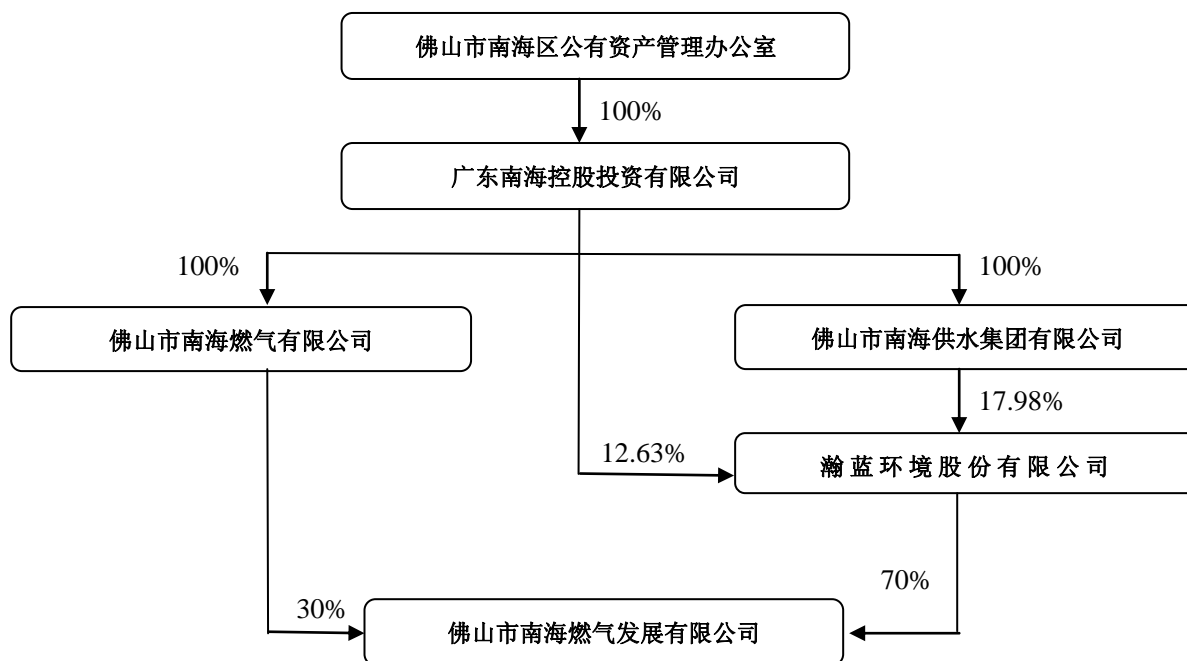 佛山市南海区公有资产管理办公室
100%
广东南海控股投资有限公司
100%
100%
佛山市南海燃气有限公司
佛山市南海供水集团有限公司
17.98%
12.63%
瀚蓝环境股份有限公司
70%
30%
佛山市南海燃气发展有限公司